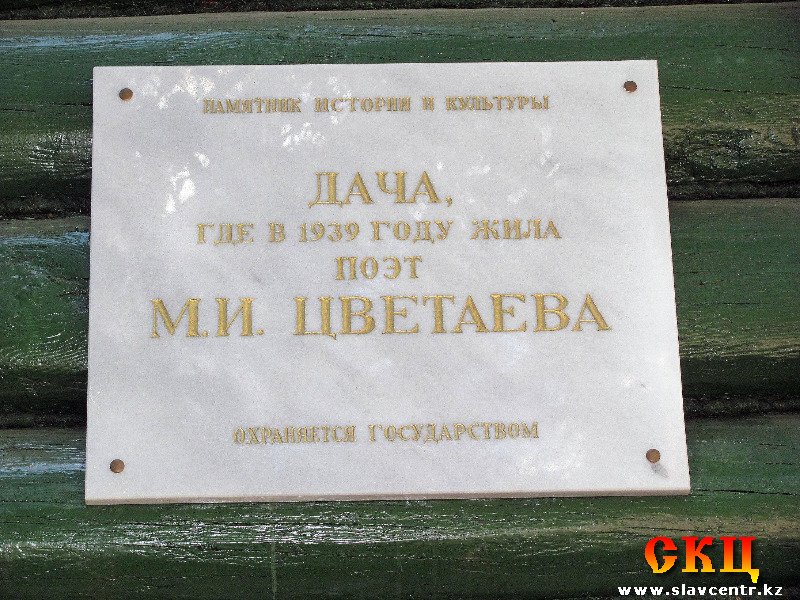 ПАМЯТНИК ИСТОРИИ И КУЛЬТУРЫ
ДАЧА,
ГДЕ В 1939 ГОДУ ЖИЛА
ПОЭТ
М.И. ЦВЕТАЕВА
ОХРАНЯЕТСЯ ГОСУДАРСТВОМ
СКЦ
www.slavcentr.kz